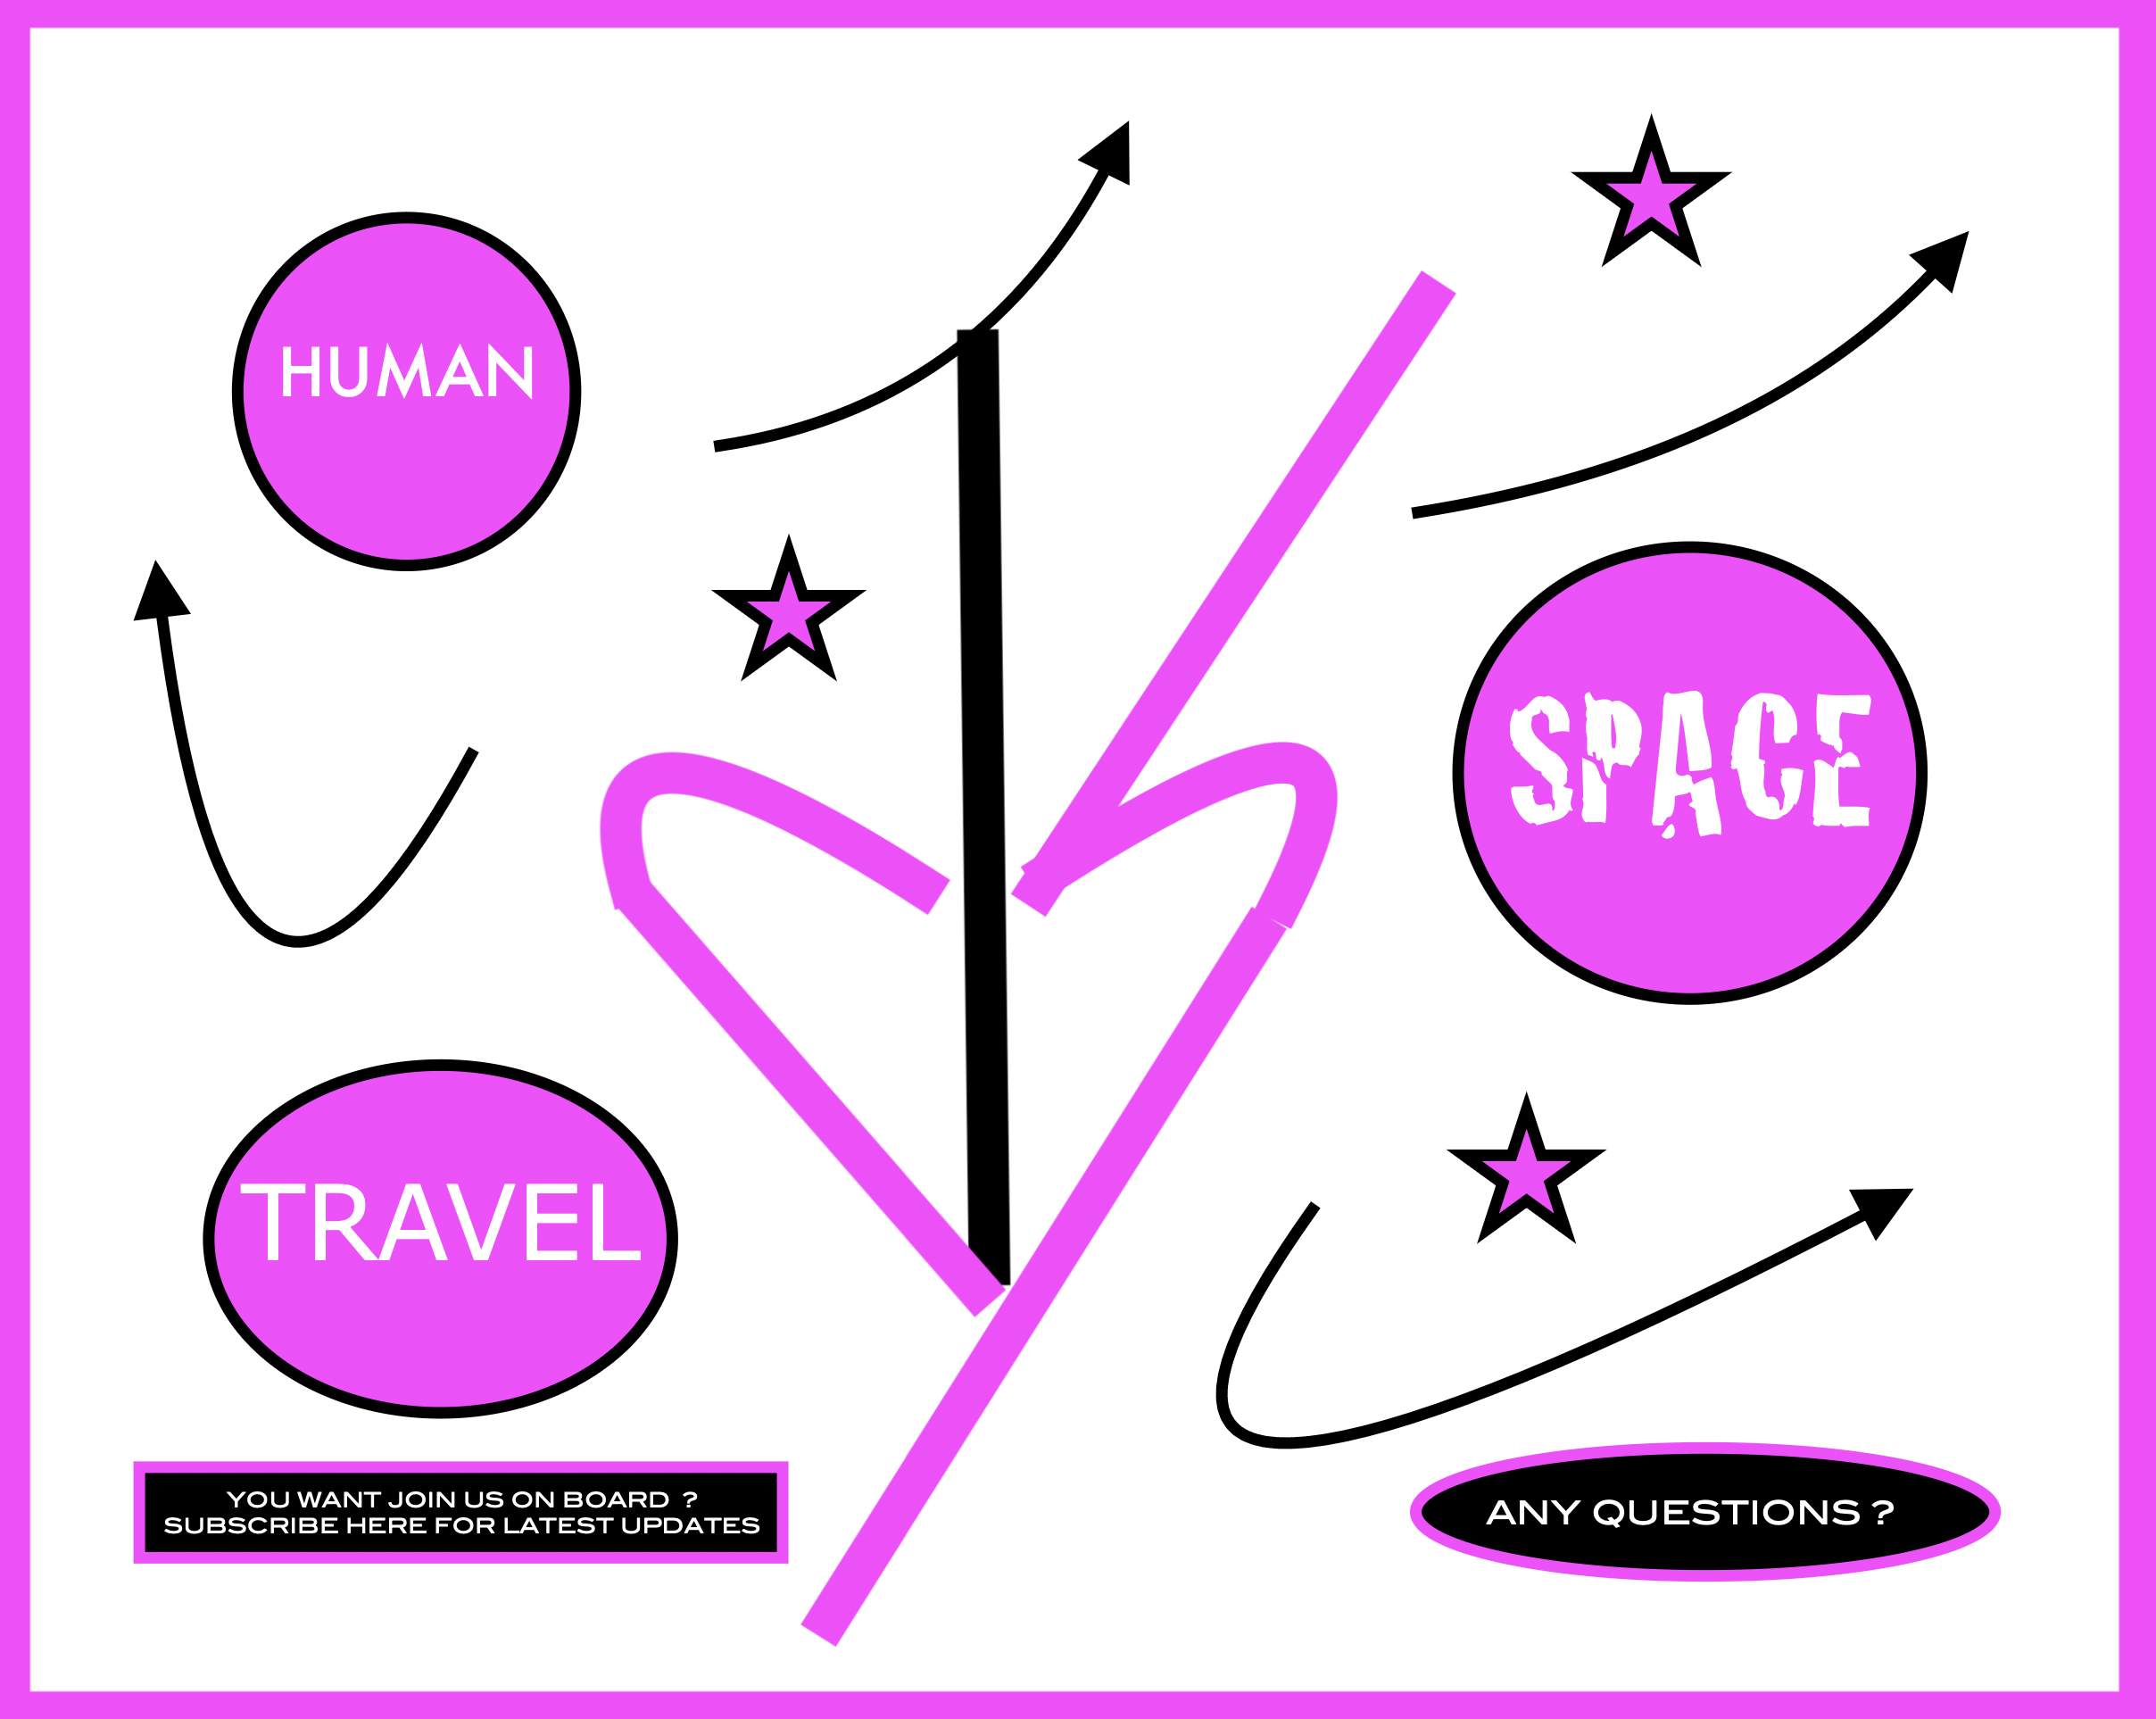 HUMAN
SPACE
TRAVEL
YOU WANT JOIN US ON BOARD ?
SUBSCRIBE HERE FOR LATEST UPDATES
ANY QUESTIONS ?